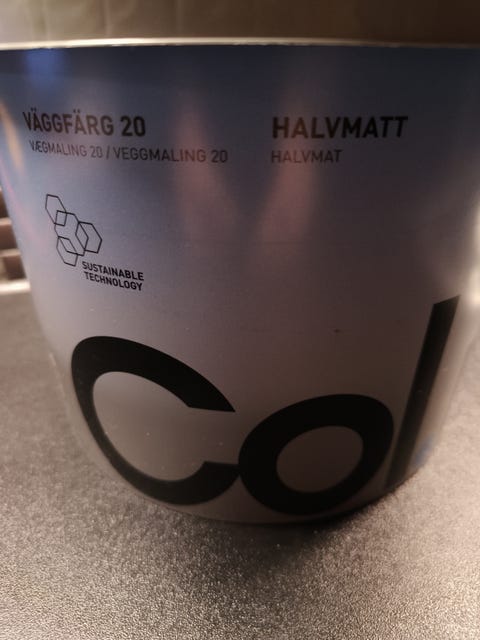 VÄGGFÄRG 20
VÆGMALING 20 / VEGGMALING 20
HALVMATT
HALVMAT
SUSTAINABLE
TECHNOLOGY
Col